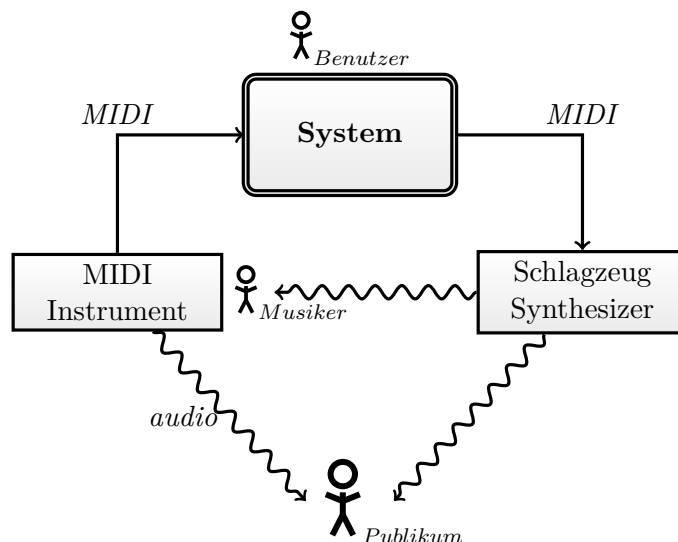 Benutzer
MIDI
System
MIDI
MIDI
Instrument
Musiker
Schlagzeug
Synthesizer
audio
Publikum